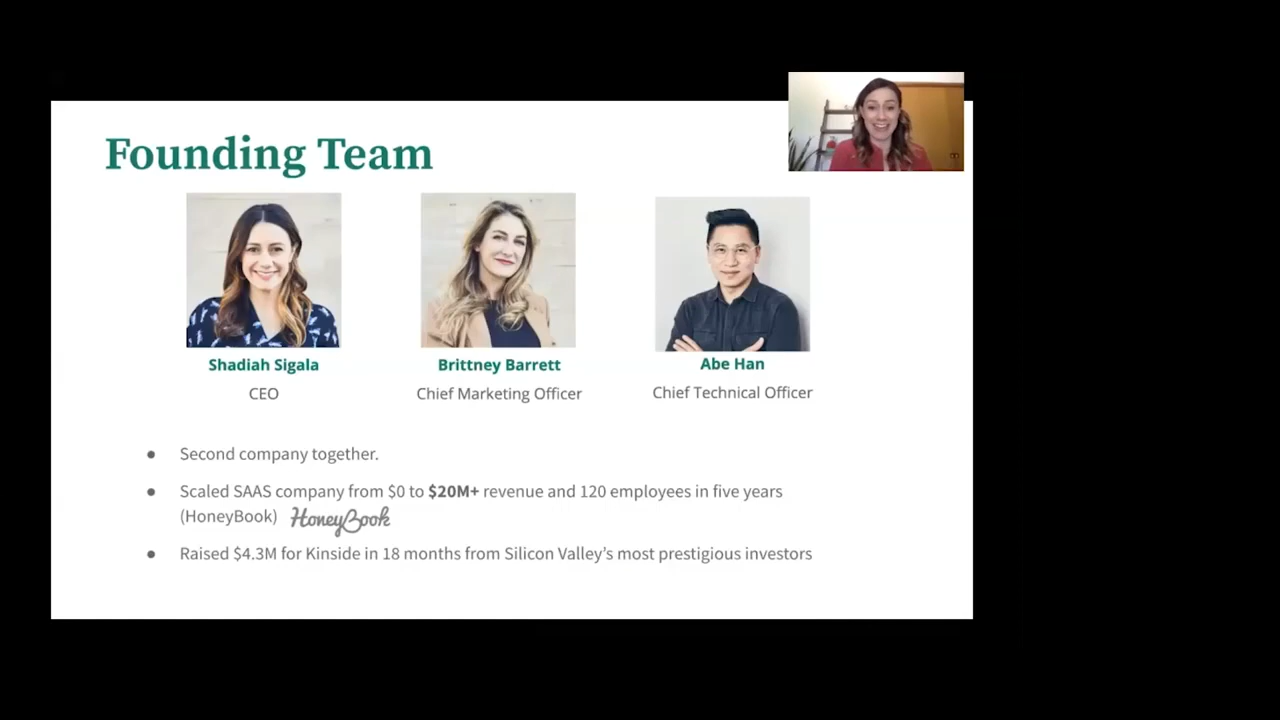 Founding Team
Shadiah Sigala
CEO
Brittney Barrett
Chief Marketing Officer
Abe Han
Chief Technical Officer
● Second company together.
● Scaled SAAS company from $0 to $20M+ revenue and 120 employees in five years
(HoneyBook) HoneyBook
● Raised $4.3M for Kinside in 18 months from Silicon Valley’s most prestigious investors